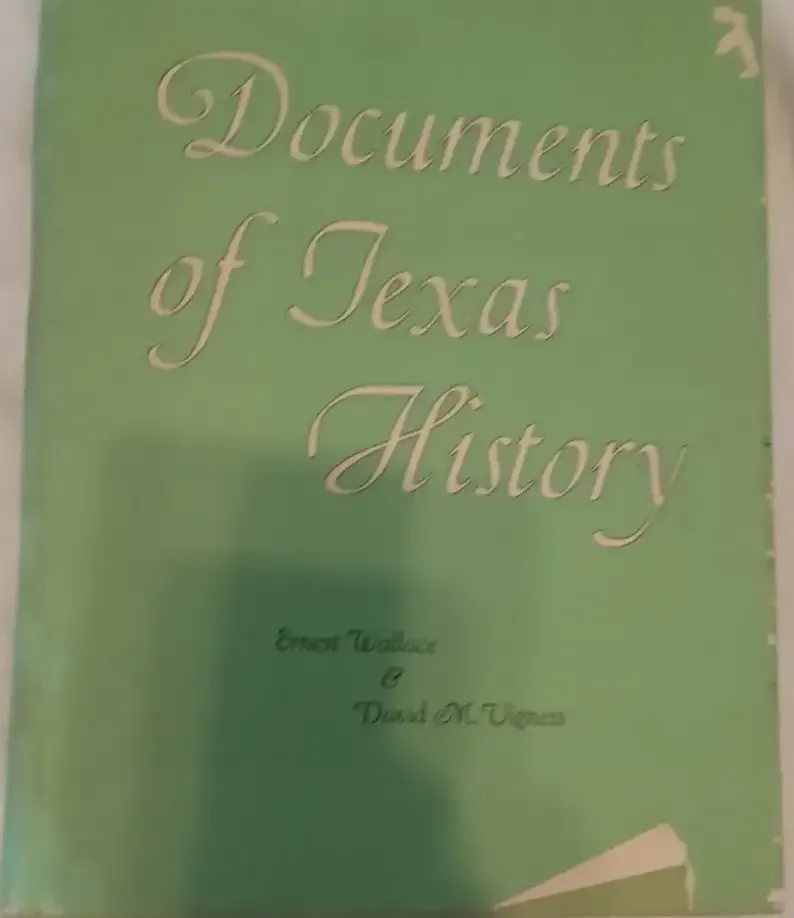 Documents
of Texas
History
Ernest Wallace
&
David M. Vigness